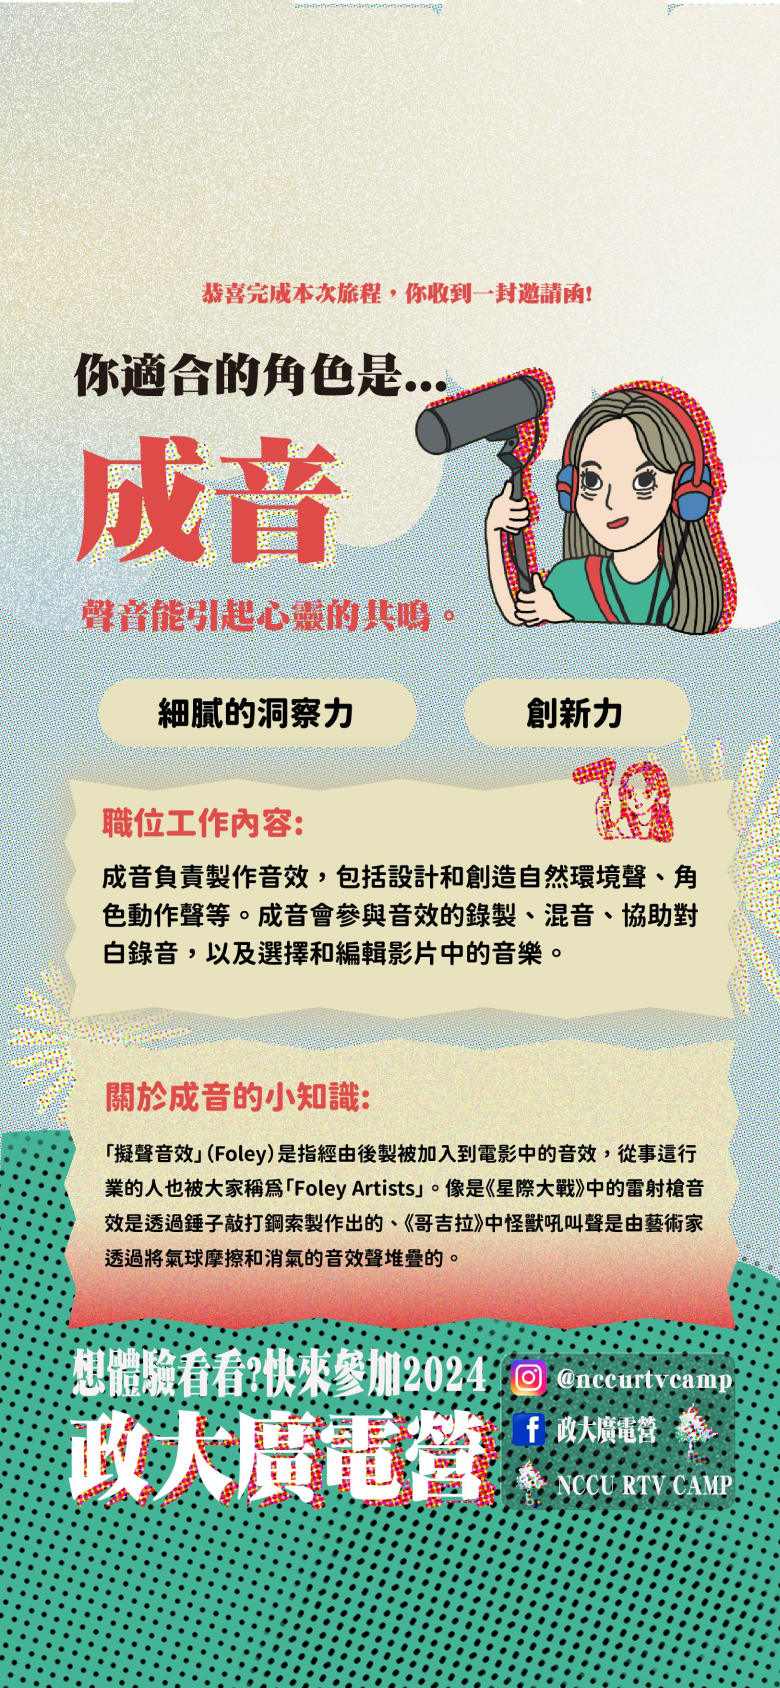 恭喜完成本次旅程，你收到一封邀請函!
你適合的角色是...
成音
聲音能引起心靈的共鳴。
細膩的洞察力
創新力
職位工作內容:
成音負責製作音效，包括設計和創造自然環境聲、角
色動作聲等。成音會參與音效的錄製、混音、協助對
白錄音，以及選擇和編輯影片中的音樂。
關於成音的小知識:
「擬聲音效」(Foley)是指經由後製被加入到電影中的音效，從事這行
業的人也被大家稱爲「Foley Artists」。像是《星際大戰》中的雷射槍音
效是透過錘子敲打鋼索製作出的、《哥吉拉》中怪獸吼叫聲是由藝術家
透過將氣球摩擦和消氣的音效聲堆疊的。
想體驗看看?快來參加2024
政大廣電營
@nccurtvcamp
政大廣電營
NCCU RTV CAMP